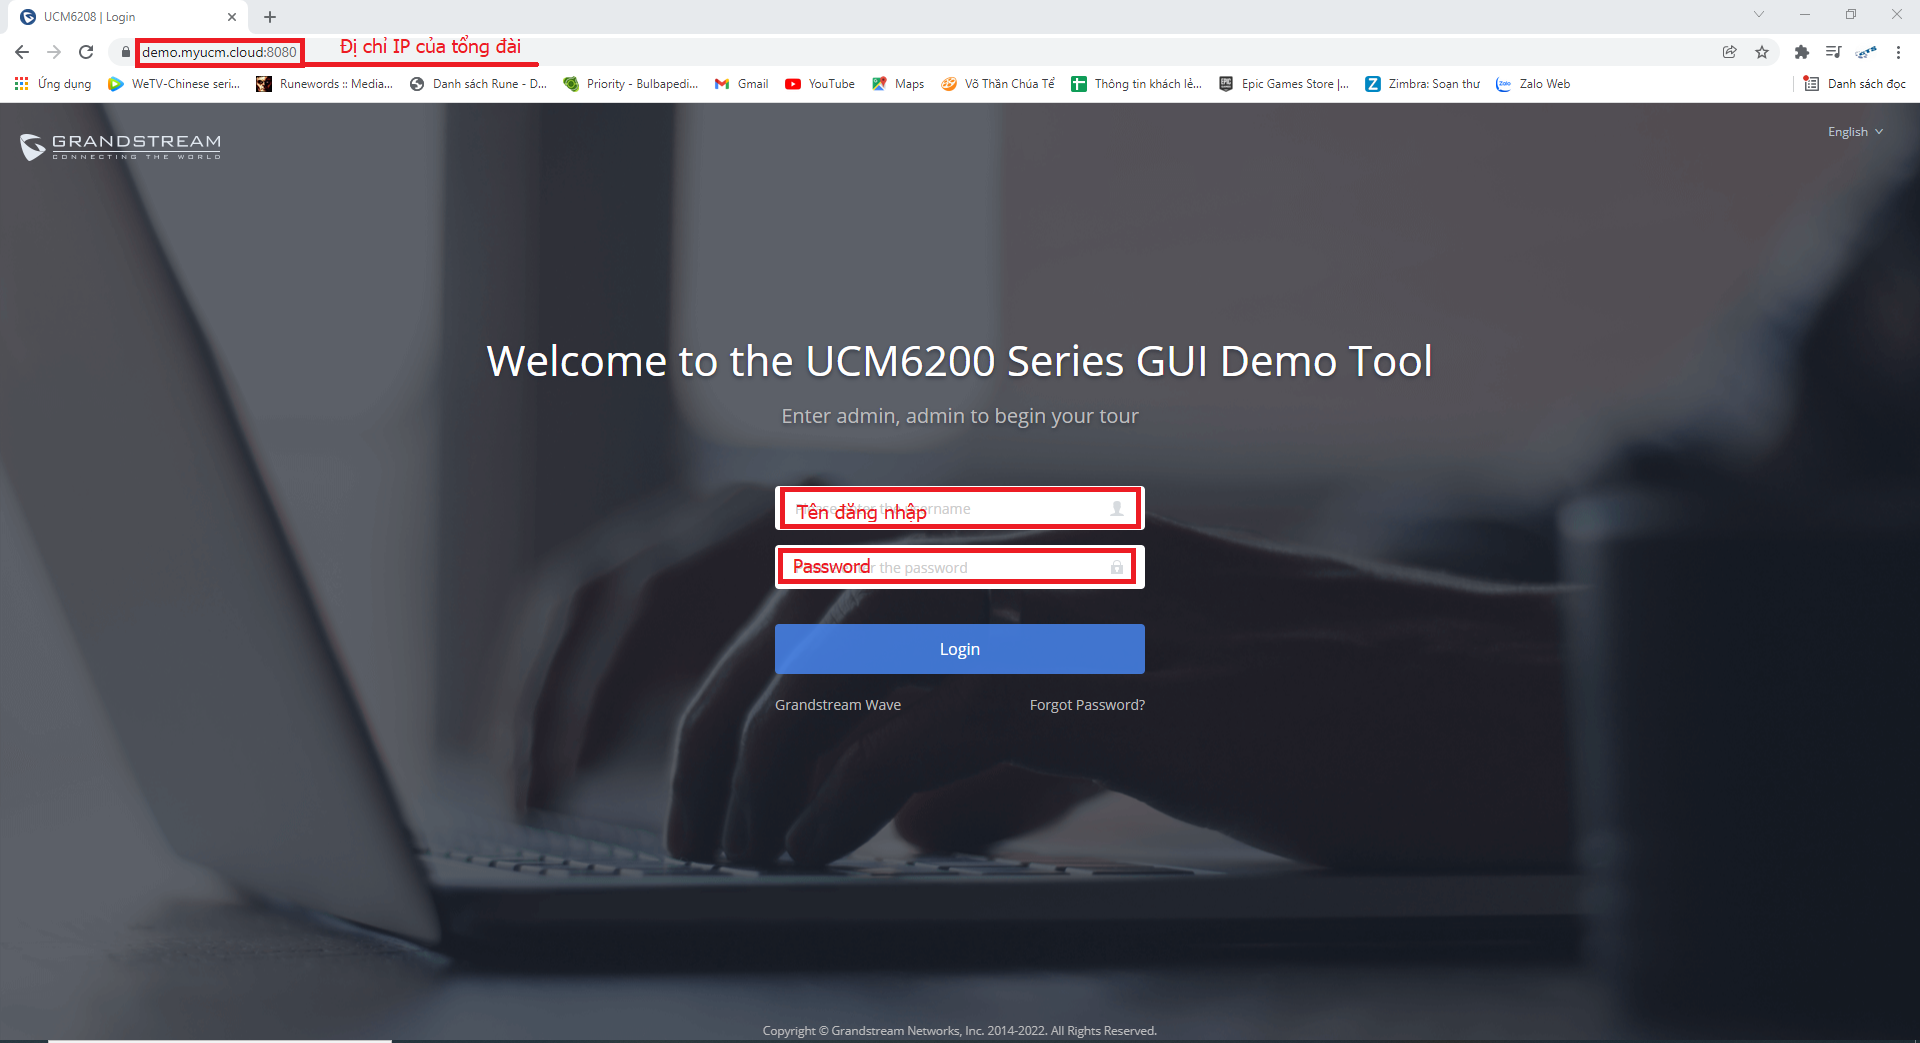 UCM6208 | Login
demo.myucm.cloud:8080
Đị chỉ IP của tổng đài
Ứng dụng
WeTV-Chinese seri...
Runewords :: Media...
Danh sách Rune - D...
Priority - Bulbapedi...
Gmail
YouTube
Maps
Võ Thần Chúa Tể
Thông tin khách lẻ...
Epic Games Store |...
Zimbra: Soạn thư
Zalo Web
Danh sách đọc
GRANDSTREAM
CONNECTING THE WORLD
English
Welcome to the UCM6200 Series GUI Demo Tool
Enter admin, admin to begin your tour
Tên đăng nhập
Password
the password
Login
Grandstream Wave
Forgot Password?
Copyright © Grandstream Networks, Inc. 2014-2022. All Rights Reserved.